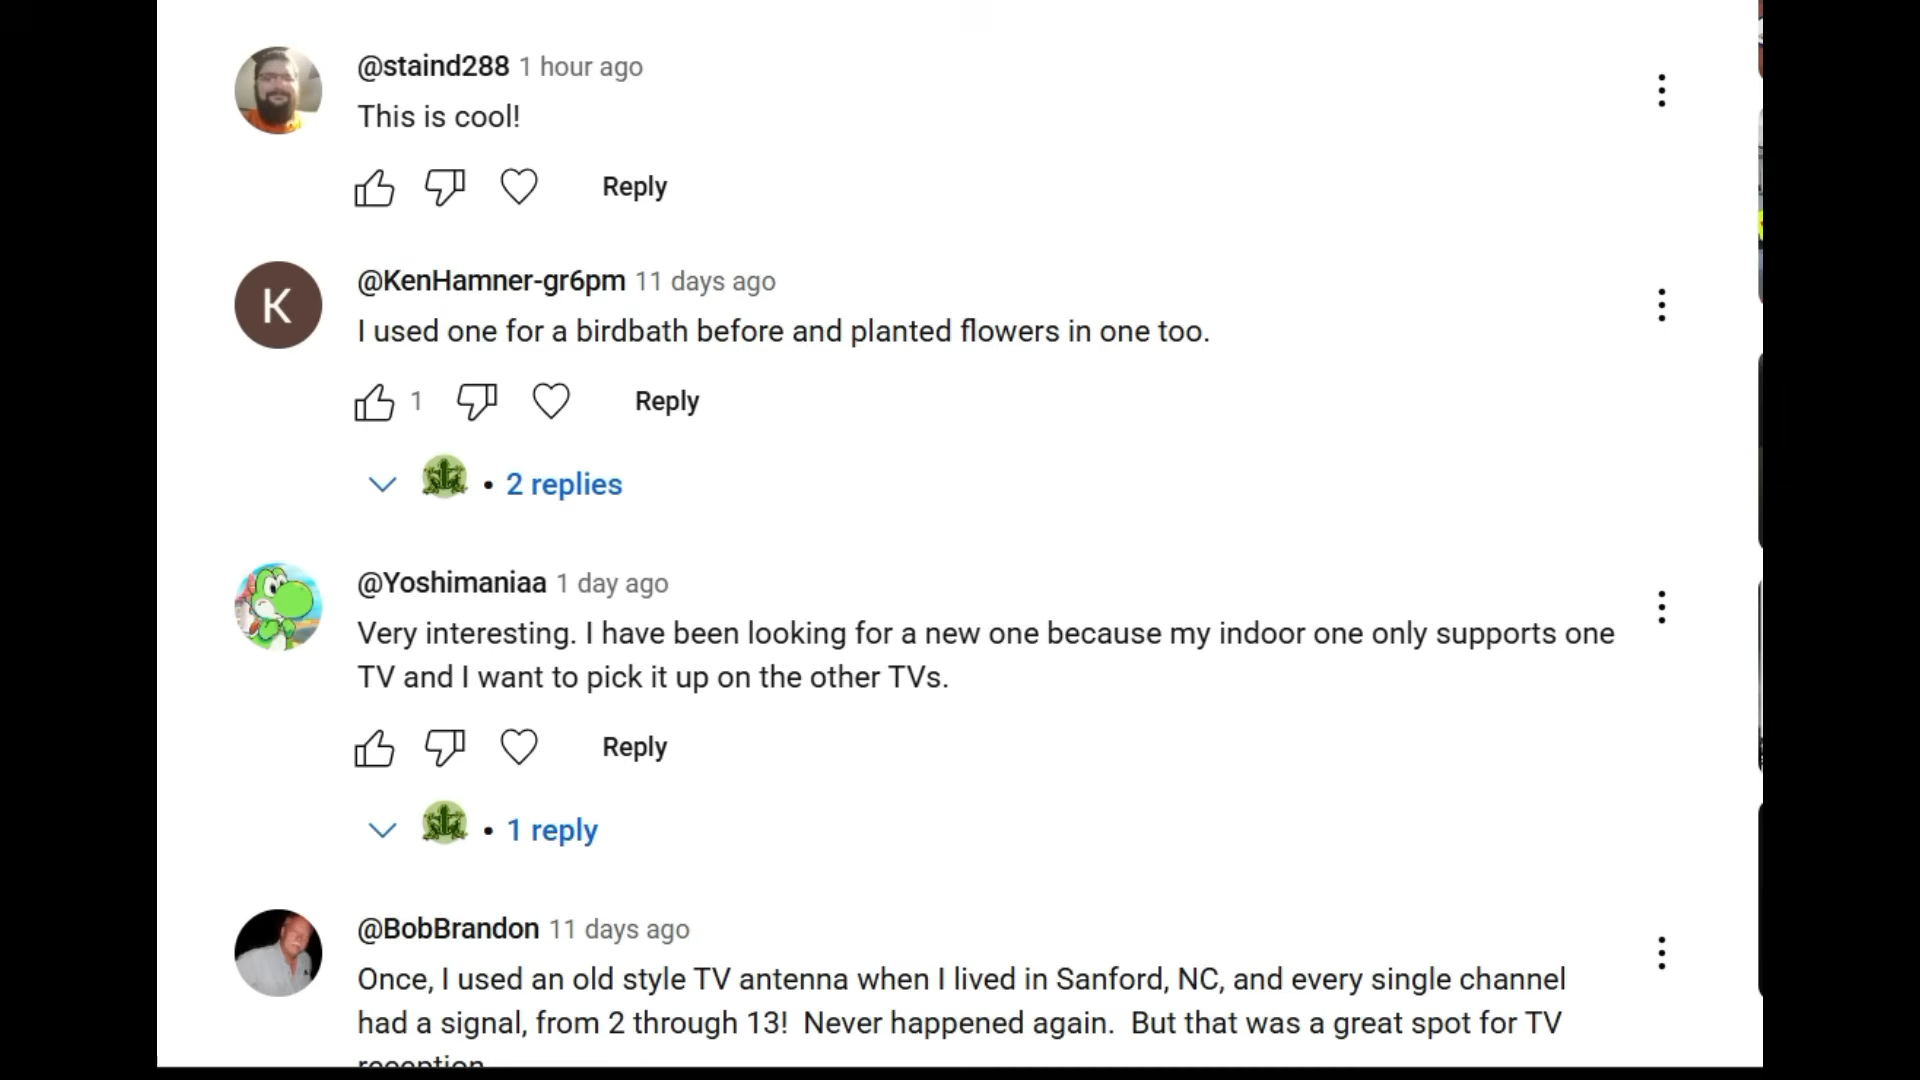 @staind288 1 hour ago
This is cool!
Reply
K
@KenHamner-gr6pm 11 days ago
I used one for a birdbath before and planted flowers in one too.
1
Reply
• 2 replies
@Yoshimaniaa 1 day ago
Very interesting. I have been looking for a new one because my indoor one only supports one
TV and I want to pick it up on the other TVs.
Reply
• 1 reply
@BobBrandon 11 days ago
Once, I used an old style TV antenna when I lived in Sanford, NC, and every single channel
had a signal, from 2 through 13!  Never happened again.  But that was a great spot for TV
reception.